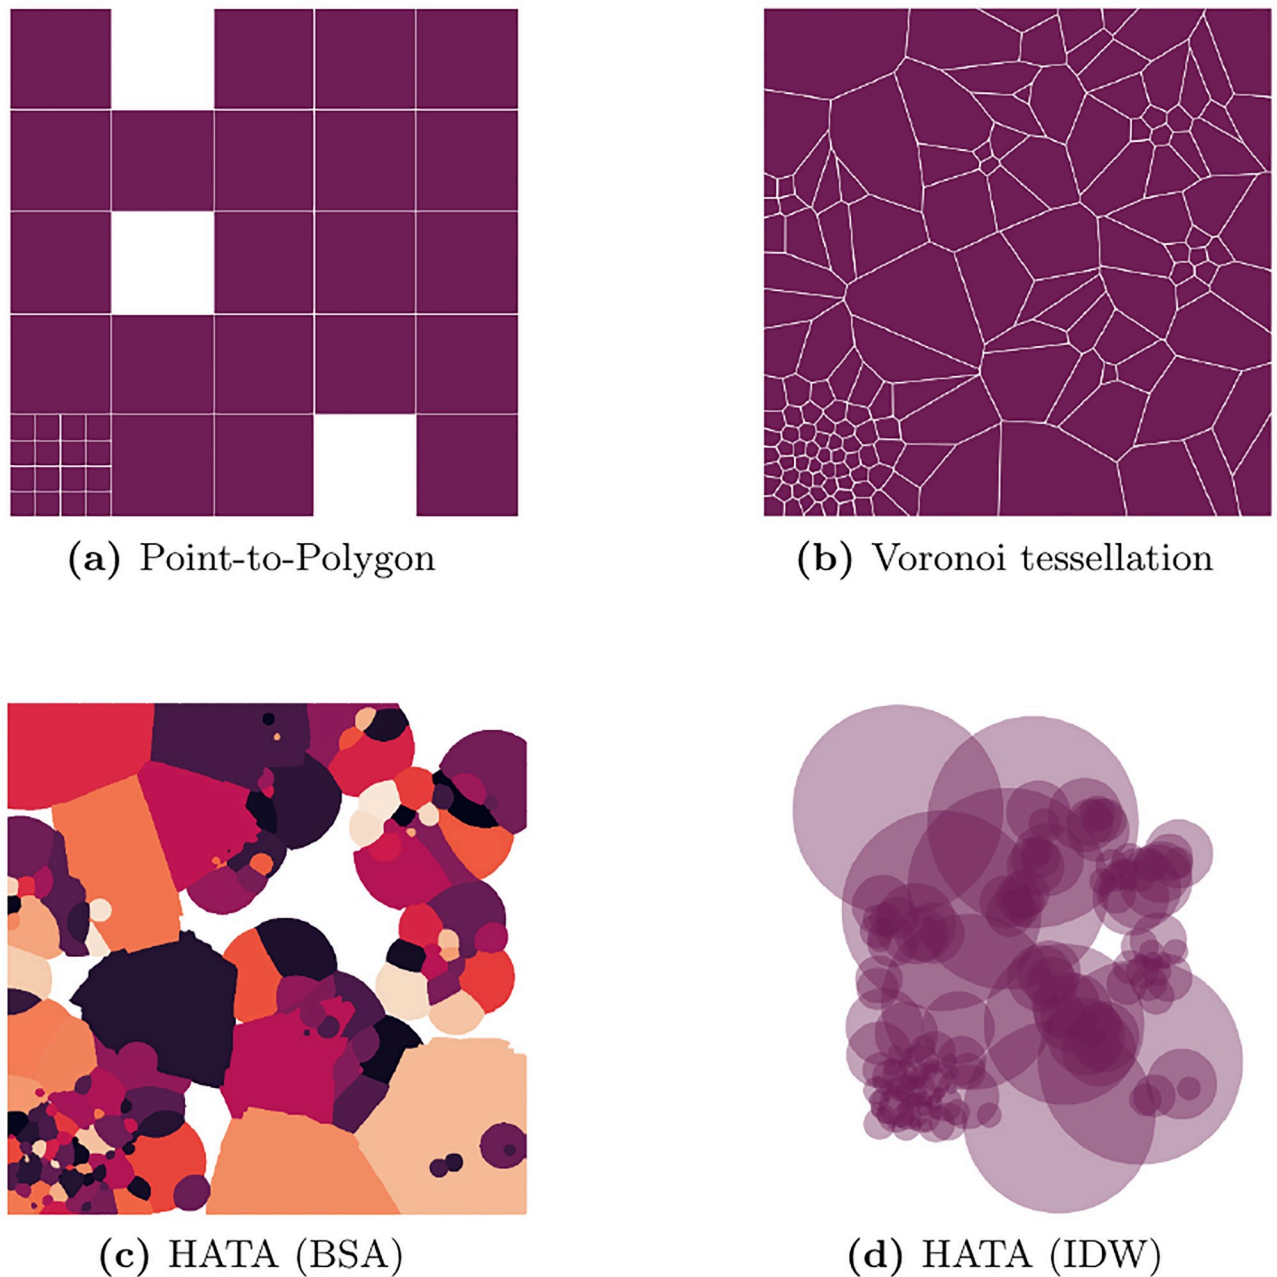 (a) Point-to-Polygon
(b) Voronoi tessellation
(c) HATA (BSA)
(d) HATA (IDW)